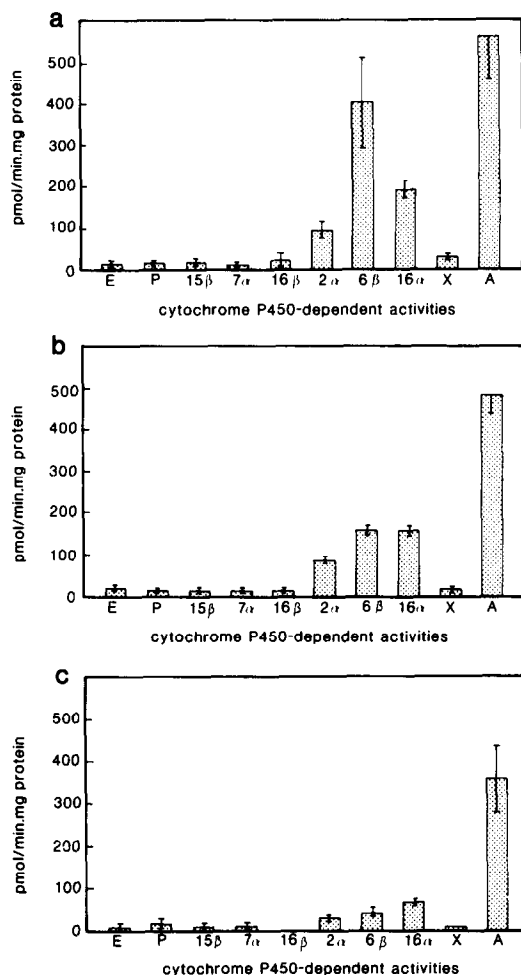 a
pmol/min.mg protein
500
400
300
200
100
0
E P 15β 7α 16β 2α 6β 16α X A
cytochrome P450-dependent activities
b
pmol/min.mg protein
500
400
300
200
100
0
E P 15β 7α 16β 2α 6β 16α X A
cytochrome P450-dependent activities
c
pmol/min.mg protein
500
400
300
200
100
0
E P 15β 7α 16β 2α 6β 16α X A
cytochrome P450-dependent activities